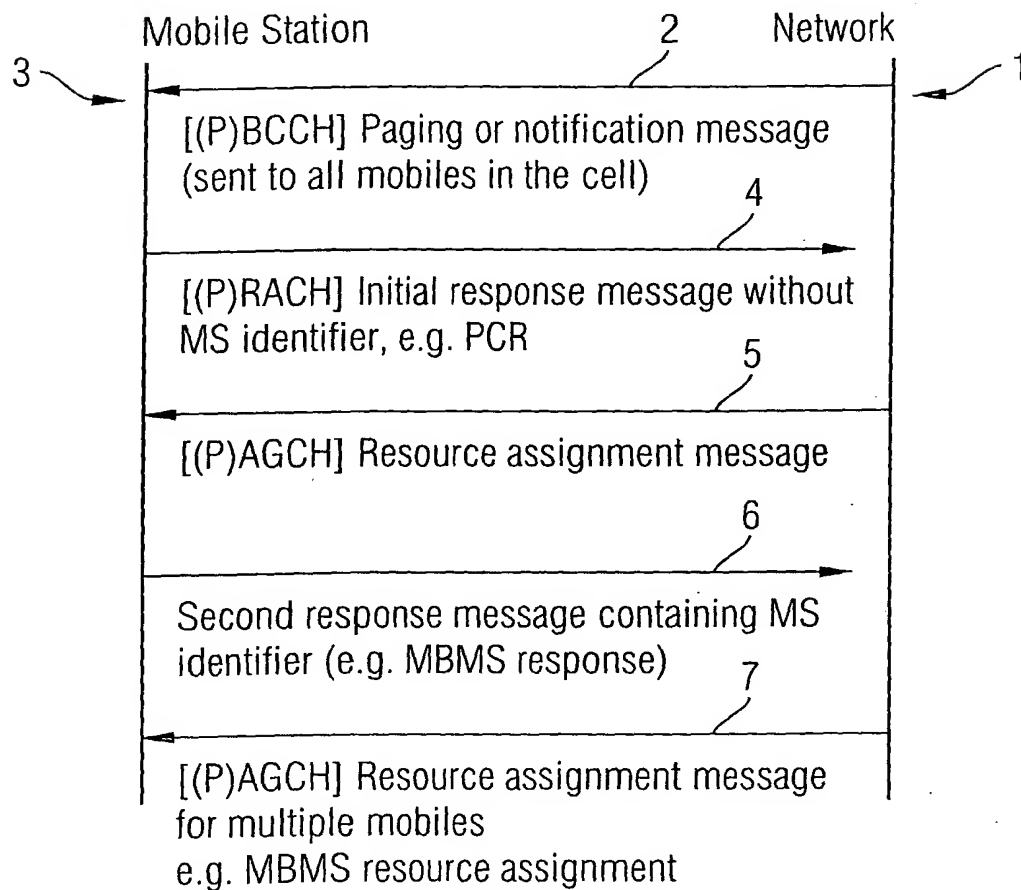 Mobile Station 2 Network
3 1
[(P)BCCH] Paging or notification message
(sent to all mobiles in the cell)
4
[(P)RACH] Initial response message without
MS identifier, e.g. PCR
5
[(P)AGCH] Resource assignment message
6
Second response message containing MS
identifier (e.g. MBMS response)
7
[(P)AGCH] Resource assignment message
for multiple mobiles
e.g. MBMS resource assignment